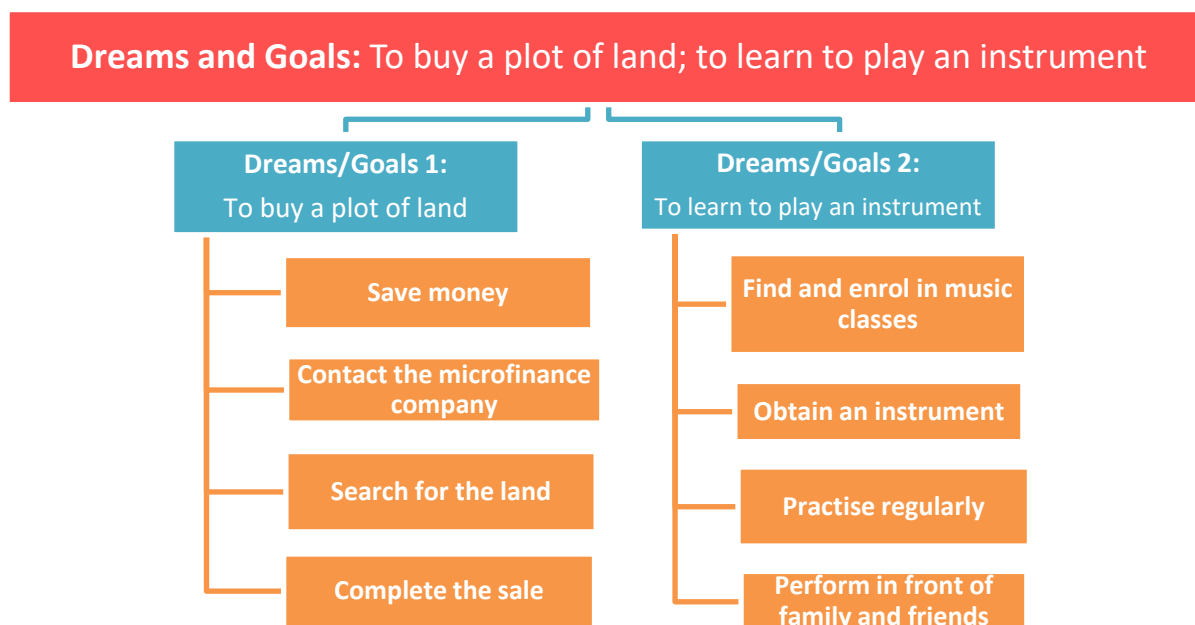 Dreams and Goals: To buy a plot of land; to learn to play an instrument
Dreams/Goals 1:
To buy a plot of land
Save money
Contact the microfinance
company
Search for the land
Complete the sale
Dreams/Goals 2:
To learn to play an instrument
Find and enrol in music
classes
Obtain an instrument
Practise regularly
Perform in front of
family and friends